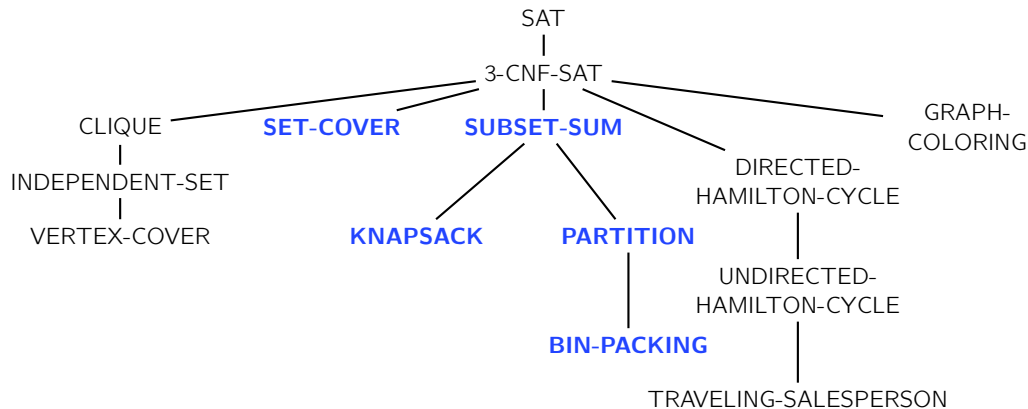 SAT
3-CNF-SAT
CLIQUE
SET-COVER
SUBSET-SUM
GRAPH-
COLORING
INDEPENDENT-SET
DIRECTED-
HAMILTON-CYCLE
VERTEX-COVER
KNAPSACK
PARTITION
UNDIRECTED-
HAMILTON-CYCLE
BIN-PACKING
TRAVELING-SALESPERSON